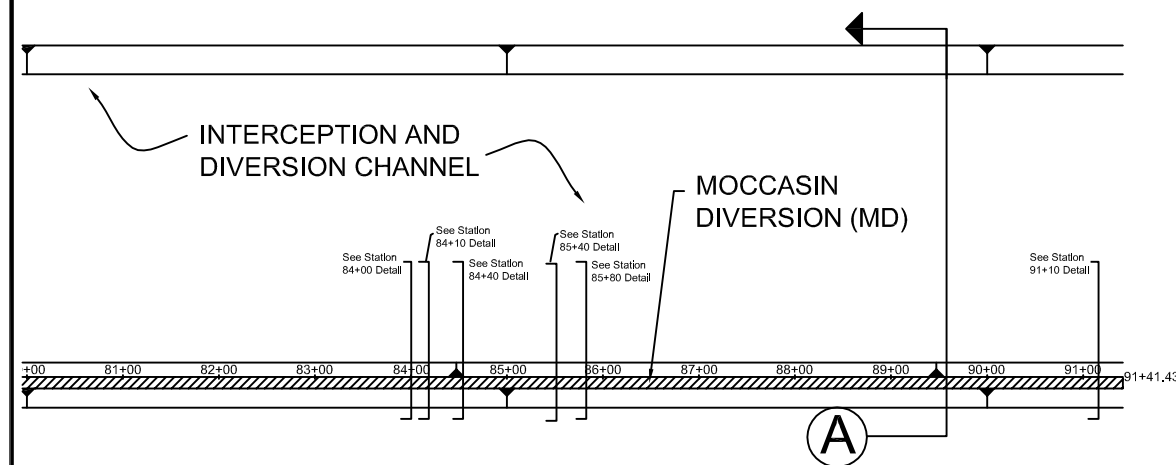 INTERCEPTION AND
DIVERSION CHANNEL
MOCCASIN
DIVERSION (MD)
See Station
84+00 Detail
See Station
84+10 Detail
See Station
84+40 Detail
See Station
85+40 Detail
See Station
85+80 Detail
See Station
91+10 Detail
+00 81+00 82+00 83+00 84+00 85+00 86+00 87+00 88+00 89+00 90+00 91+00
91+41.43
A